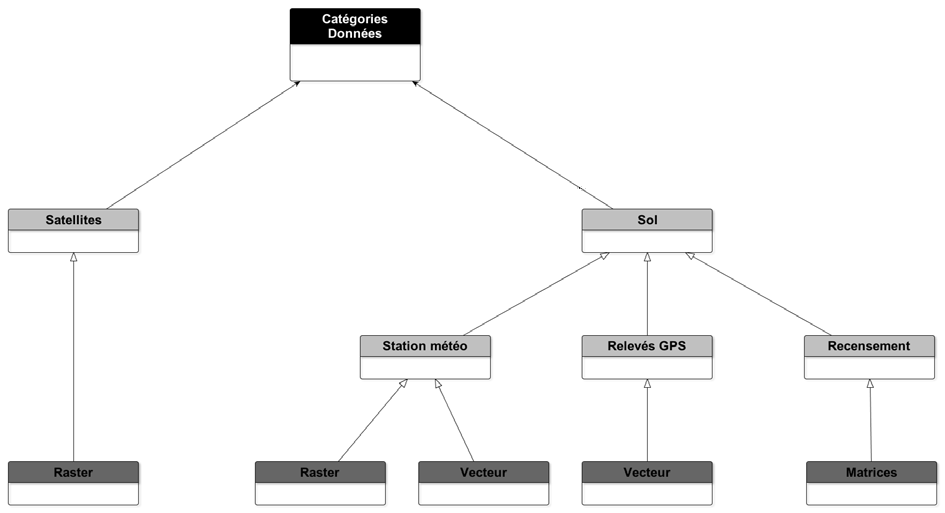 Catégories
Données
Satellites
Sol
Station météo
Relevés GPS
Recensement
Raster
Raster
Vecteur
Vecteur
Matrices